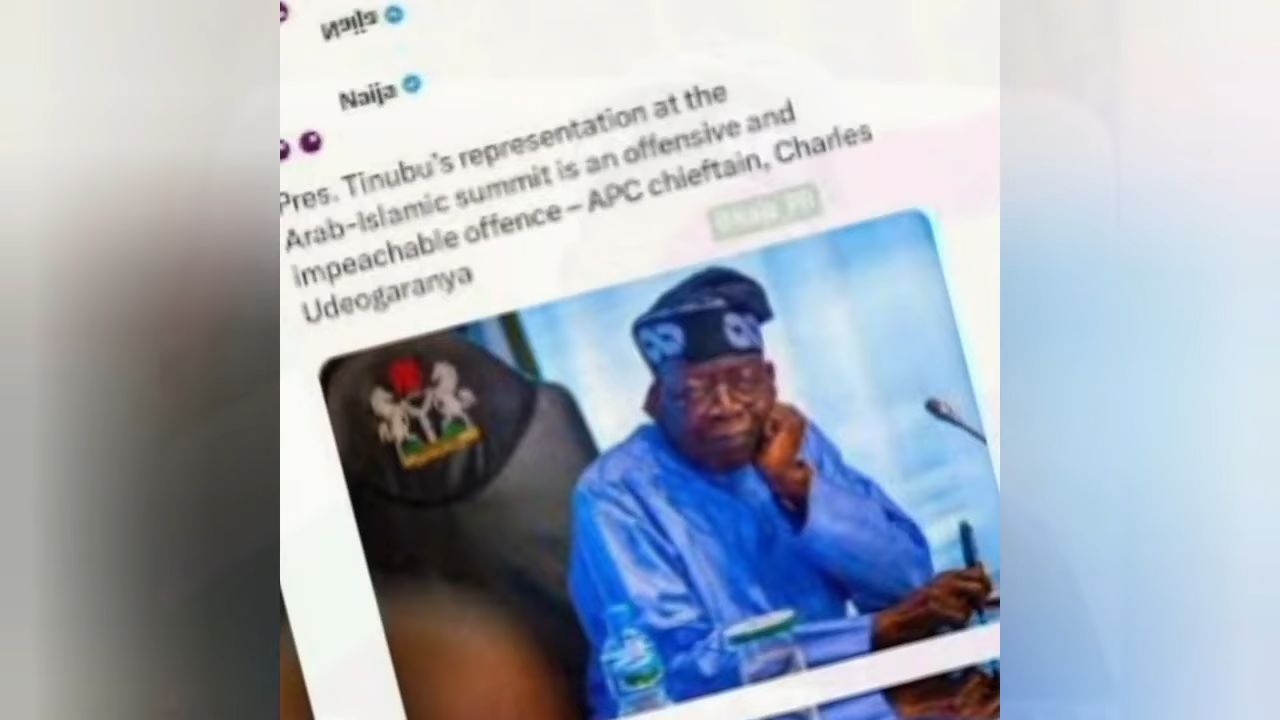 Naija
Naija
Pres. Tinubu's representation at the
Arab-Islamic summit is an offensive and
impeachable offence – APC chieftain, Charles
Udeogaranya